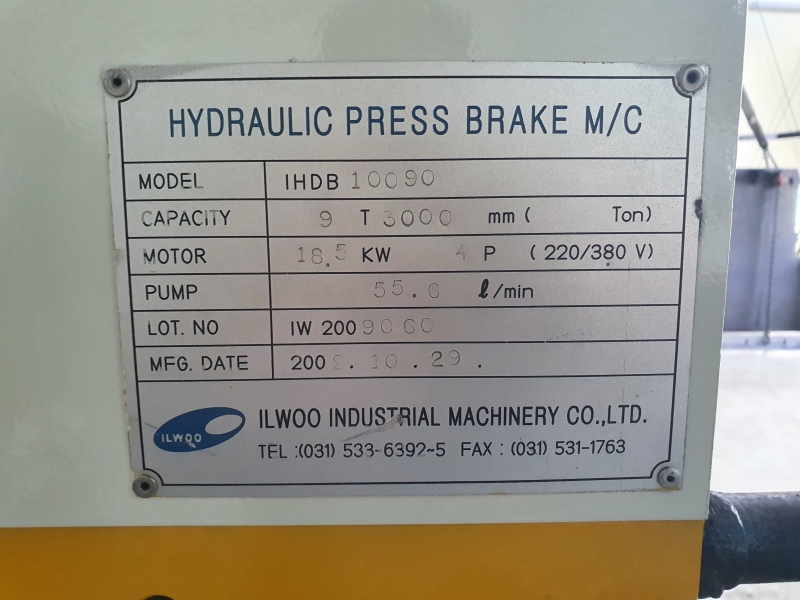 HYDRAULIC PRESS BRAKE M/C
MODEL IHDB 10090
CAPACITY 9 T 3000 mm ( Ton)
MOTOR 18.5 KW 4 P (220/380 V)
PUMP 55.6 ℓ/min
LOT. NO IW 2009060
MFG. DATE 10 . 29 .
ILWOO
ILWOO INDUSTRIAL MACHINERY CO.,LTD.
TEL :(031) 533-6392~5 FAX : (031) 531-1763